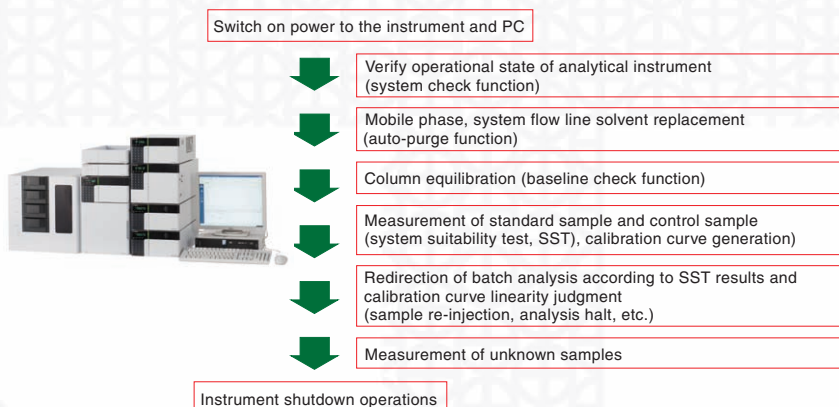 Switch on power to the instrument and PC
Verify operational state of analytical instrument
(system check function)
Mobile phase, system flow line solvent replacement
(auto-purge function)
Column equilibration (baseline check function)
Measurement of standard sample and control sample
(system suitability test, SST), calibration curve generation)
Redirection of batch analysis according to SST results and
calibration curve linearity judgment
(sample re-injection, analysis halt, etc.)
Measurement of unknown samples
Instrument shutdown operations